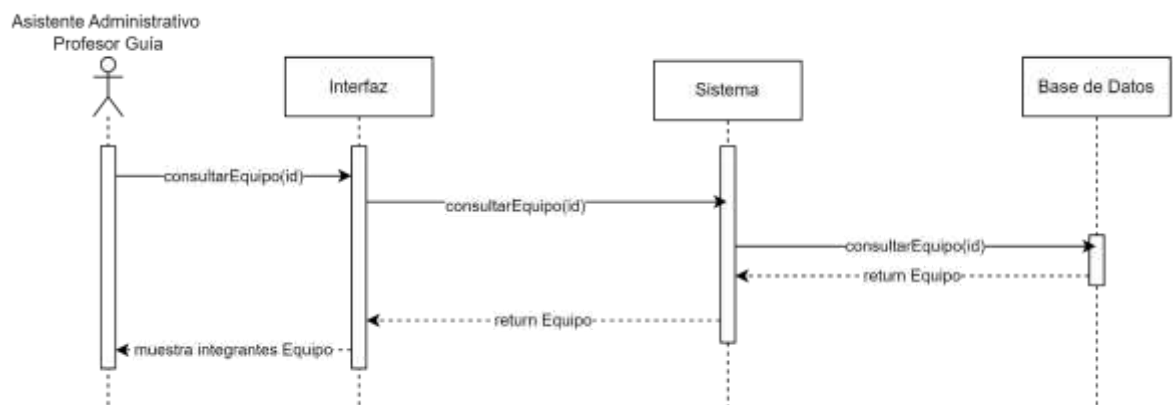 Asistente Administrativo
Profesor Guía
Interfaz
Sistema
Base de Datos
consultarEquipo(id)
consultarEquipo(id)
consultarEquipo(id)
return Equipo
return Equipo
muestra integrantes Equipo